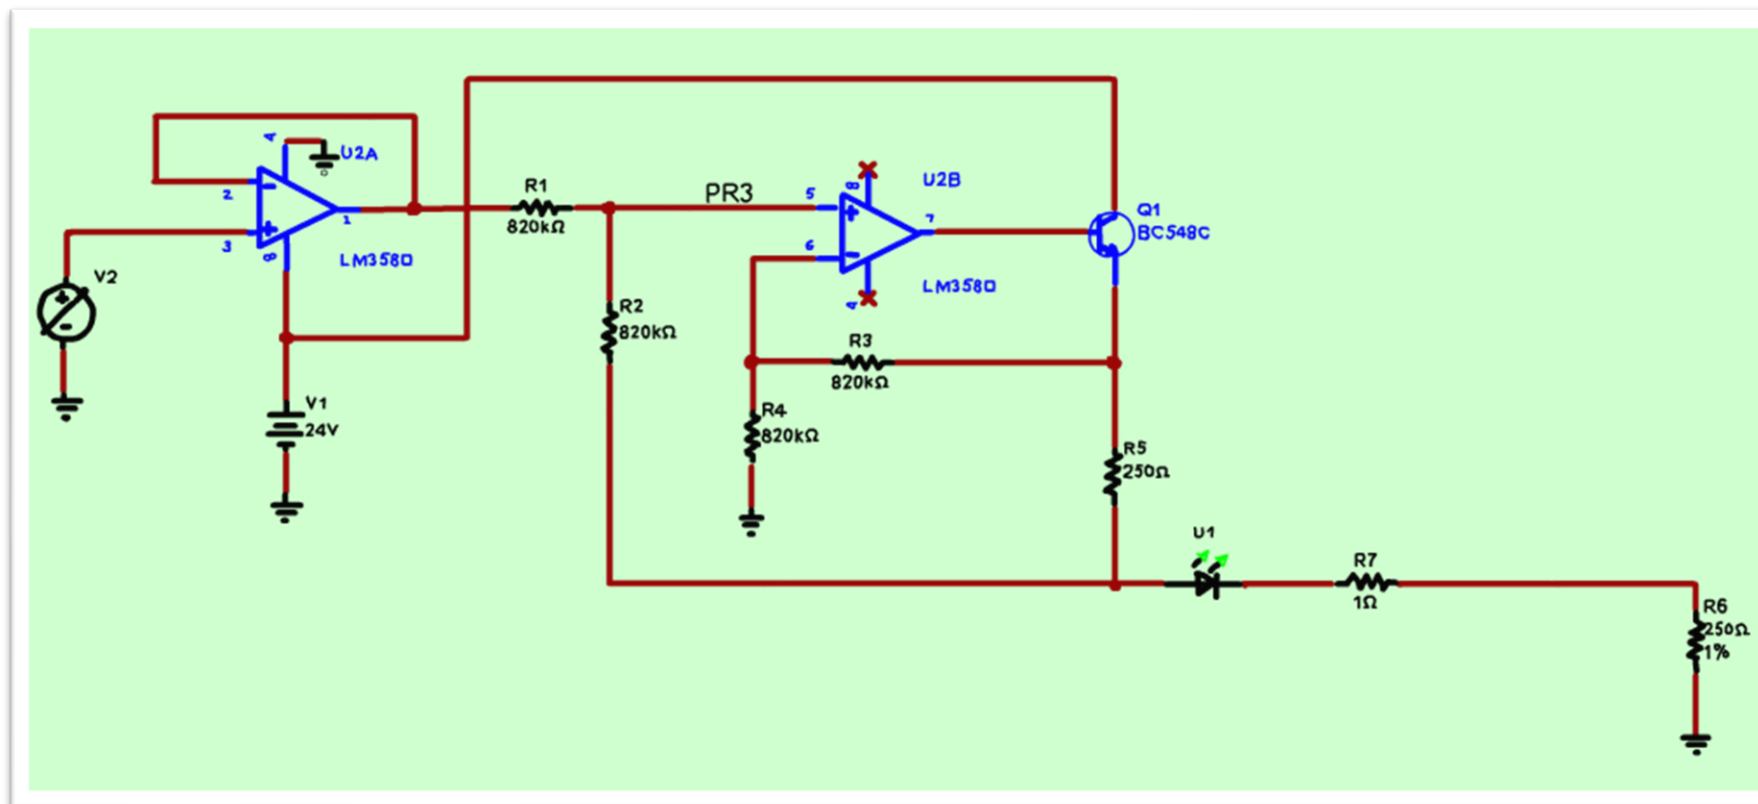 4
U2A
2
1
3
8
LM358D
V2
V1
24V
R1
820kΩ
PR3
5
8
U2B
7
6
4
LM358D
Q1
BC548C
R2
820kΩ
R3
820kΩ
R4
820kΩ
R5
250Ω
U1
R7
1Ω
R6
250Ω
1%